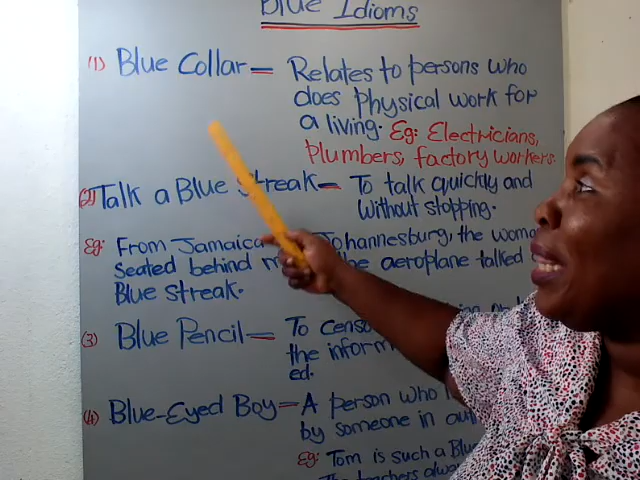 Blue Idioms
(1) Blue Collar = Relates to persons who
does physical work for
a living. Eg: Electricians,
Plumbers, factory workers.
(2) Talk a Blue Streak - To talk quickly and
without stopping.
Eg: From Jamaica Johannesburg, the
seated behind aeroplane talked
Blue streak.
(3) Blue Pencil - To
the
ed.
(4) Blue-Eyed Boy - A person who
by someone in
Eg: Tom is such a Blue
teachers